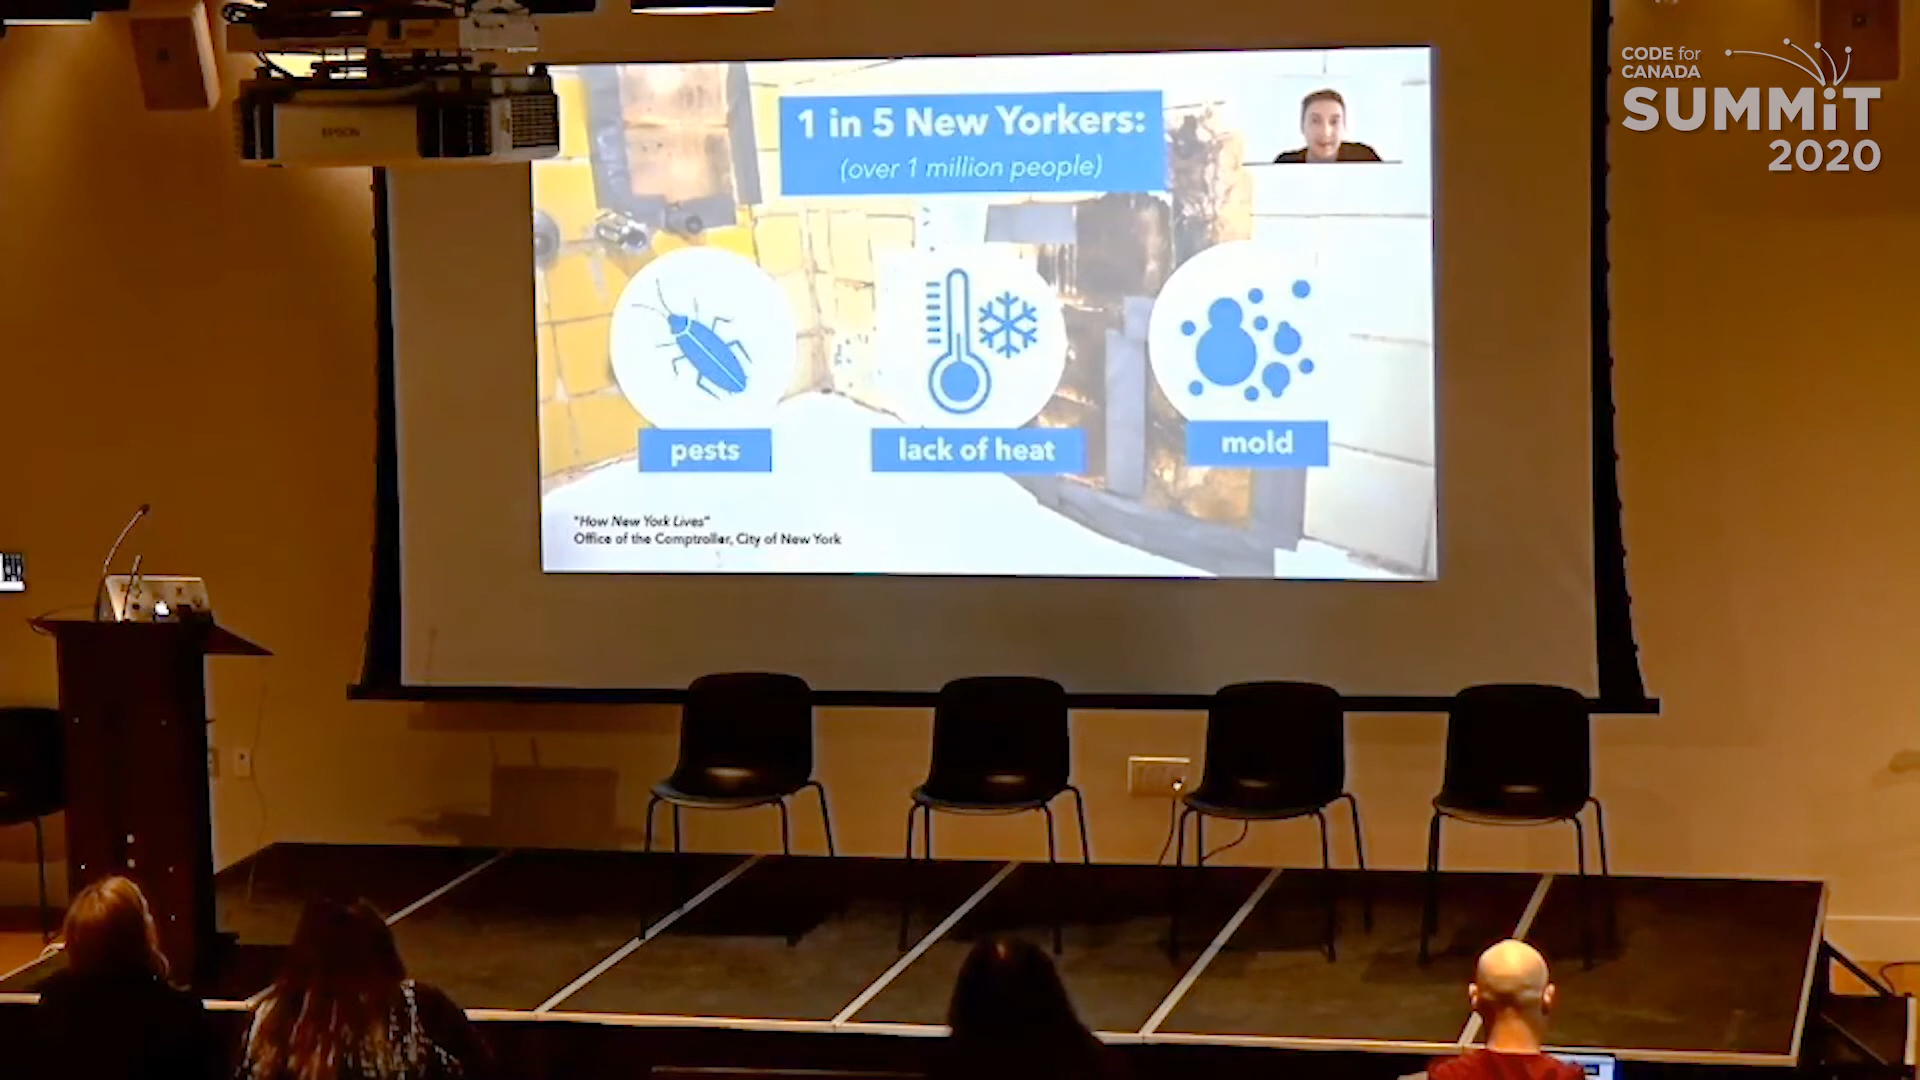 CODE for
CANADA
SUMMiT
2020
EPSON
1 in 5 New Yorkers:
(over 1 million people)
pests
lack of heat
mold
"How New York Lives"
Office of the Comptroller, City of New York